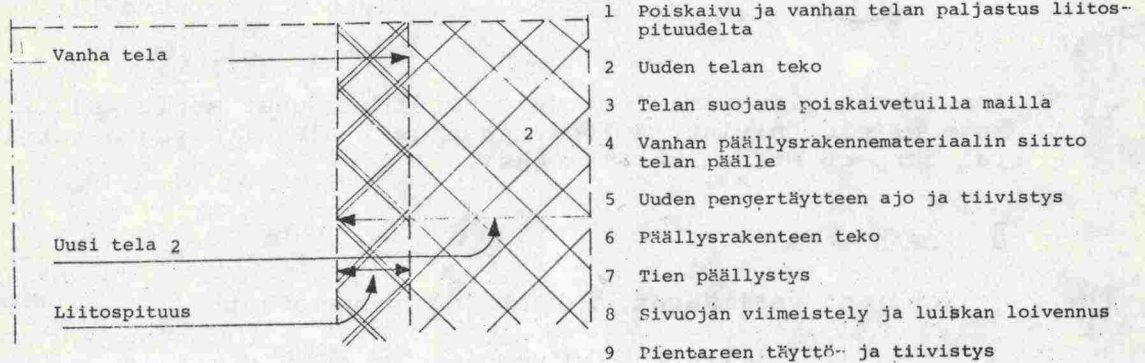 Vanha tela
2
Uusi tela 2
Liitospituus
1 Poiskaivu ja vanhan telan paljastus liitos-
pituudelta
2 Uuden telan teko
3 Telan suojaus poiskaivetuilla mailla
4 Vanhan päällysrakennemateriaalin siirto
telan päälle
5 Uuden pengertäytteen ajo ja tiivistys
6 Päällysrakenteen teko
7 Tien päällystys
8 Sivuojan viimeistely ja luiskan loivennus
9 Pientareen täyttö- ja tiivistys